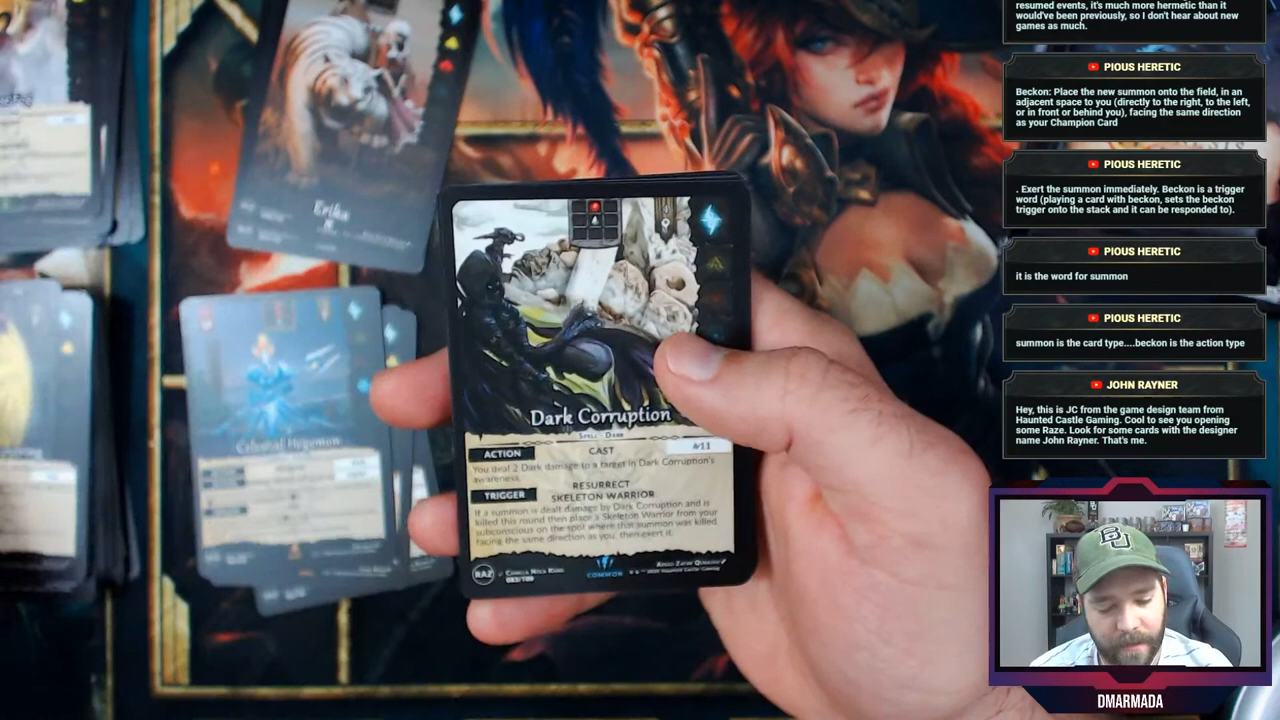 resumed events, it's much more hermetic than it
would've been previously, so I don't hear about new
games as much.
PIOUS HERETIC
Beckon: Place the new summon onto the field, in an
adjacent space to you (directly to the right, to the left,
or in front or behind you), facing the same direction
as your Champion Card
PIOUS HERETIC
. Exert the summon immediately. Beckon is a trigger
word (playing a card with beckon, sets the beckon
trigger onto the stack and it can be responded to).
PIOUS HERETIC
it is the word for summon
PIOUS HERETIC
summon is the card type....beckon is the action type
JOHN RAYNER
Hey, this is JC from the game design team from
Haunted Castle Gaming. Cool to see you opening
some Raze. Look for some cards with the designer
name John Rayner. That's me.
DMARMADA
Erika
Celestial Hegemon
Dark Corruption
Spell - Dark
ACTION CAST 4/11
You deal 2 Dark damage to a target in Dark Corruption's
awareness.
TRIGGER RESURRECT
SKELETON WARRIOR
If a summon is dealt damage by Dark Corruption and is
killed this round then place a Skeleton Warrior from your
subconscious on the spot where that summon was killed
facing the same direction as you, then exert it.
RAZ
COMMON
Haunted Castle Gaming